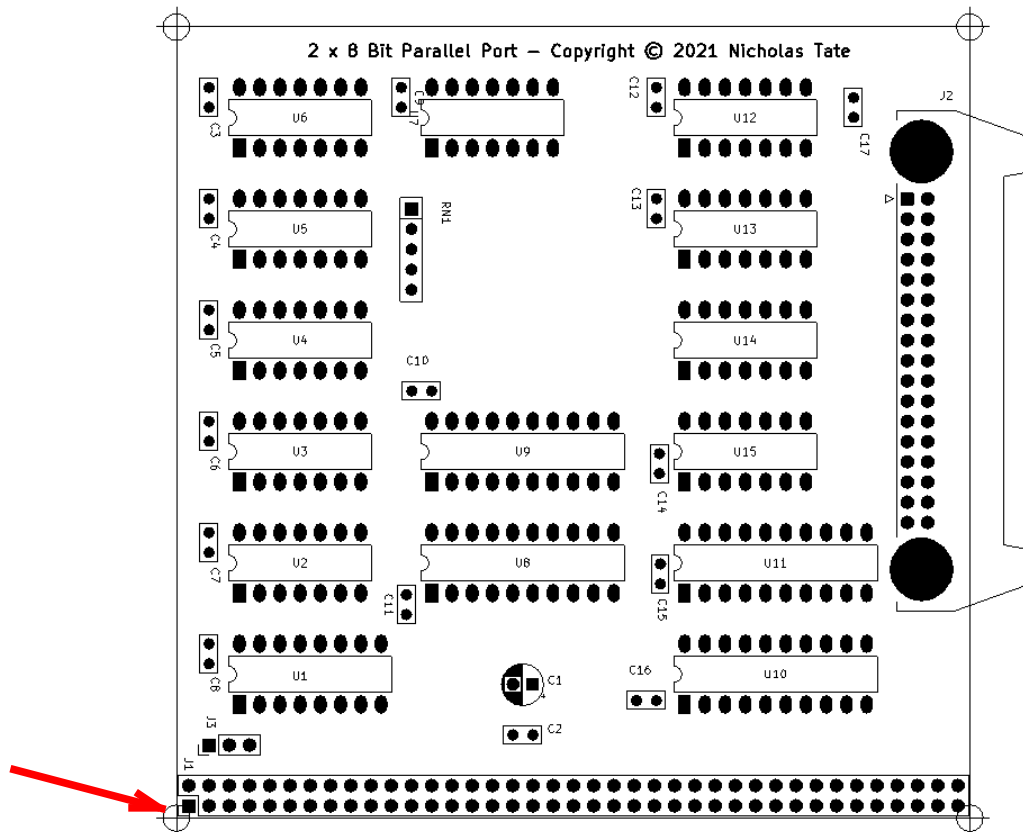 2 x 8 Bit Parallel Port – Copyright © 2021 Nicholas Tate
C3
U6
C9
U7
C12
U12
C17
J2
C4
U5
RN1
C13
U13
C5
U4
C10
U14
C6
U3
U9
C14
U15
C7
U2
C11
U8
C15
U11
C8
U1
C1
+
C2
C16
U10
J3
J1